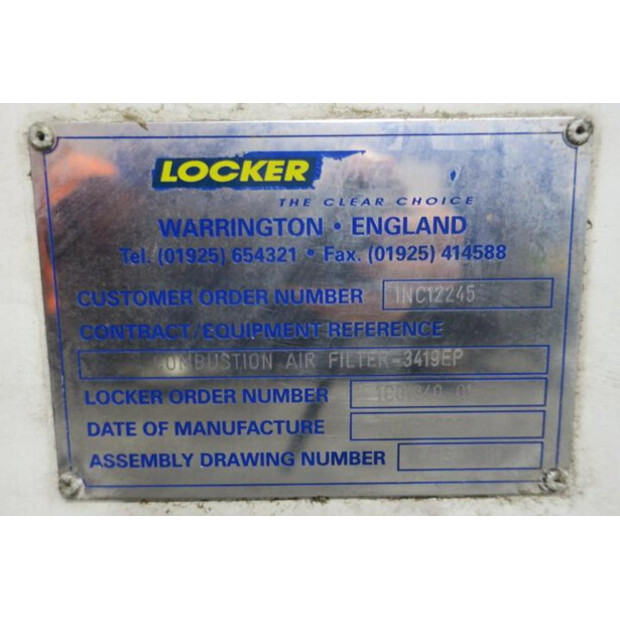 LOCKER
THE CLEAR CHOICE
WARRINGTON • ENGLAND
Tel. (01925) 654321 • Fax. (01925) 414588
CUSTOMER ORDER NUMBER INC12245
CONTRACT/EQUIPMENT REFERENCE
OMBUSTION AIR FILTER-3419EP
LOCKER ORDER NUMBER
DATE OF MANUFACTURE
ASSEMBLY DRAWING NUMBER